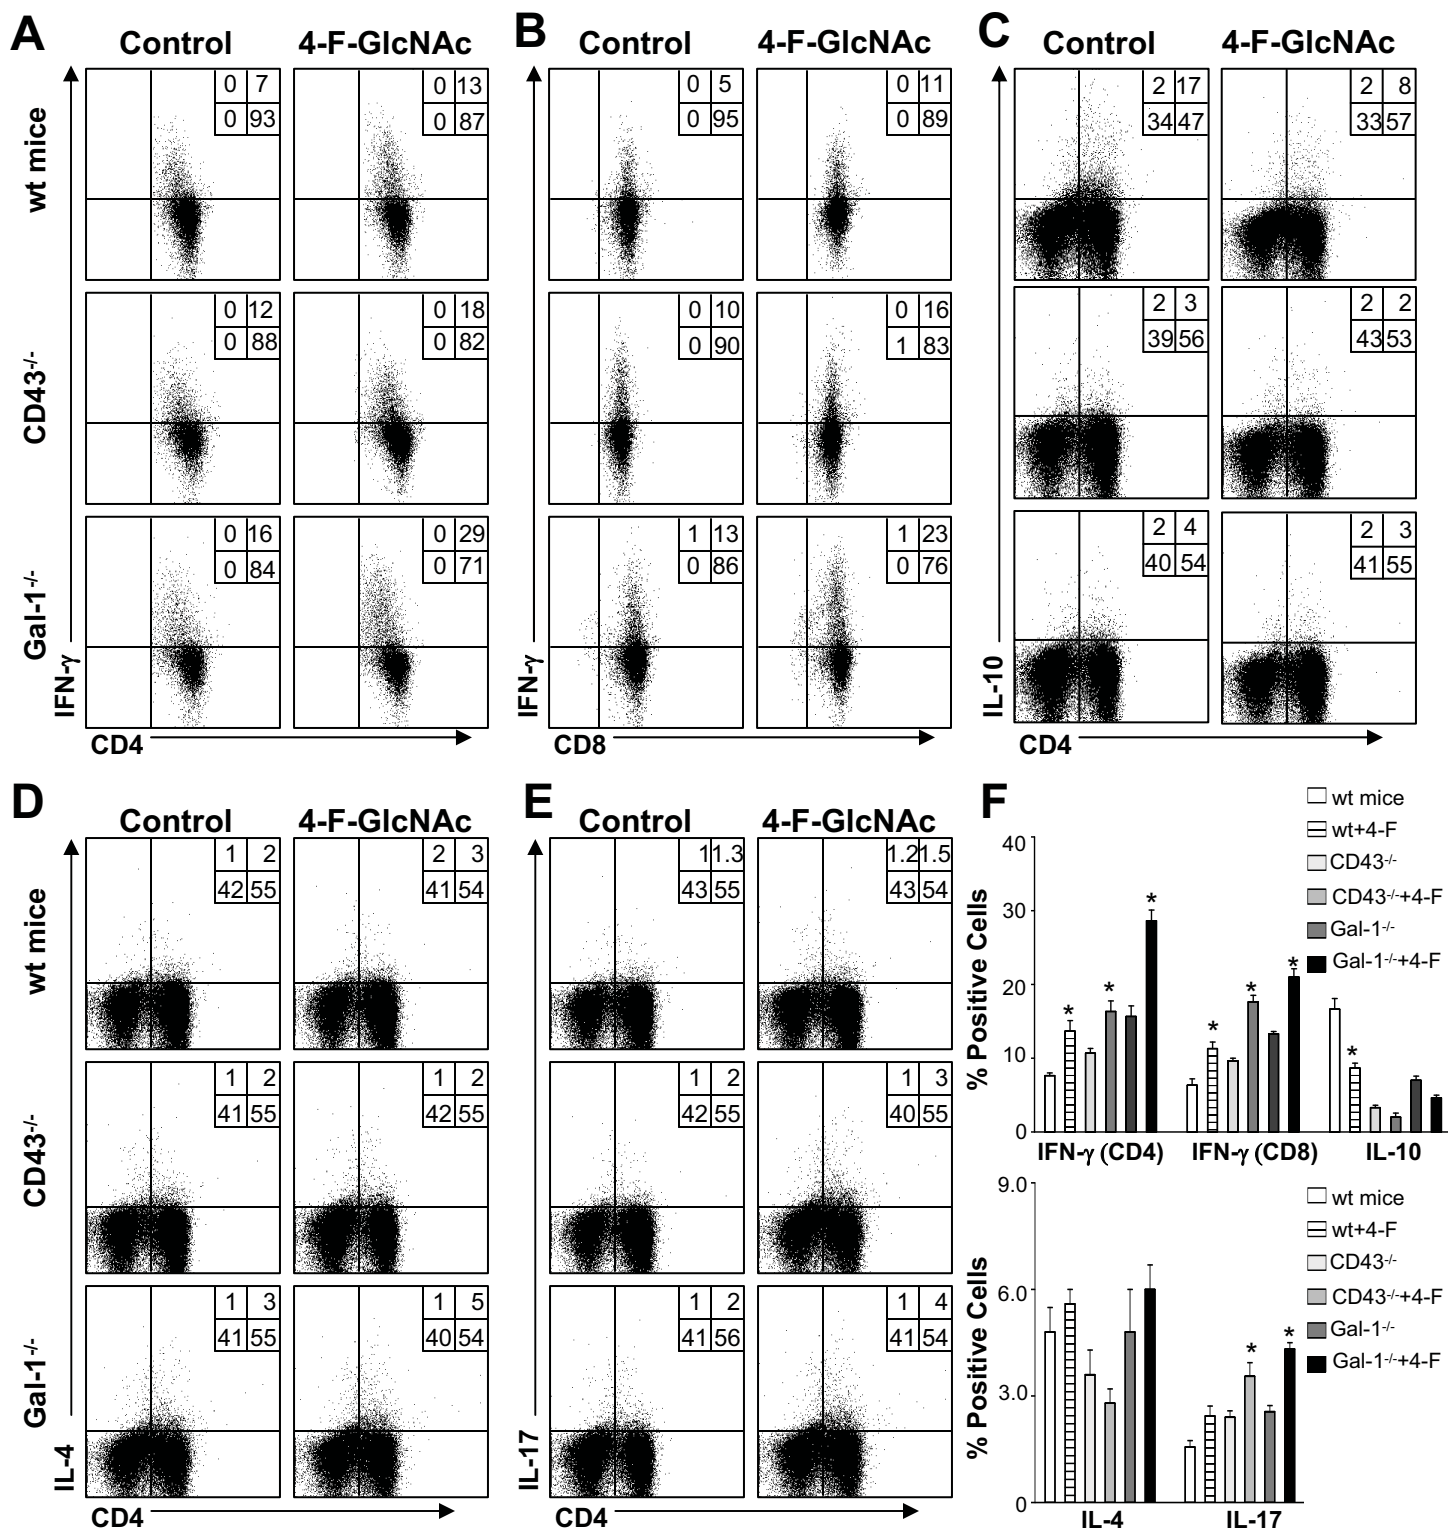 A
Control 4-F-GlcNAc
wt mice
0 7
0 93
0 13
0 87
CD43-/-
0 12
0 88
0 18
0 82
Gal-1-/-
0 16
0 84
0 29
0 71
IFN-γ
CD4
B
Control 4-F-GlcNAc
0 5
0 95
0 11
0 89
0 10
0 90
0 16
1 83
1 13
0 86
1 23
0 76
IFN-γ
CD8
C
Control 4-F-GlcNAc
2 17
34 47
2 8
33 57
2 3
39 56
2 2
43 53
2 4
40 54
2 3
41 55
IL-10
CD4
D
Control 4-F-GlcNAc
wt mice
1 2
42 55
2 3
41 54
CD43-/-
1 2
41 55
1 2
42 55
Gal-1-/-
1 3
41 55
1 5
40 54
IL-4
CD4
E
Control 4-F-GlcNAc
1 1.3
43 55
1.2 1.5
43 54
1 2
42 55
1 3
40 55
1 2
41 56
1 4
41 54
IL-17
CD4
F
wt mice
wt+4-F
CD43-/-
CD43-/-+4-F
Gal-1-/-
Gal-1-/-+4-F
% Positive Cells
40
30
20
10
0
* * *
* * *
*
IFN-γ (CD4) IFN-γ (CD8) IL-10
wt mice
wt+4-F
CD43-/-
CD43-/-+4-F
Gal-1-/-
Gal-1-/-+4-F
% Positive Cells
9.0
6.0
3.0
0
* *
IL-4 IL-17